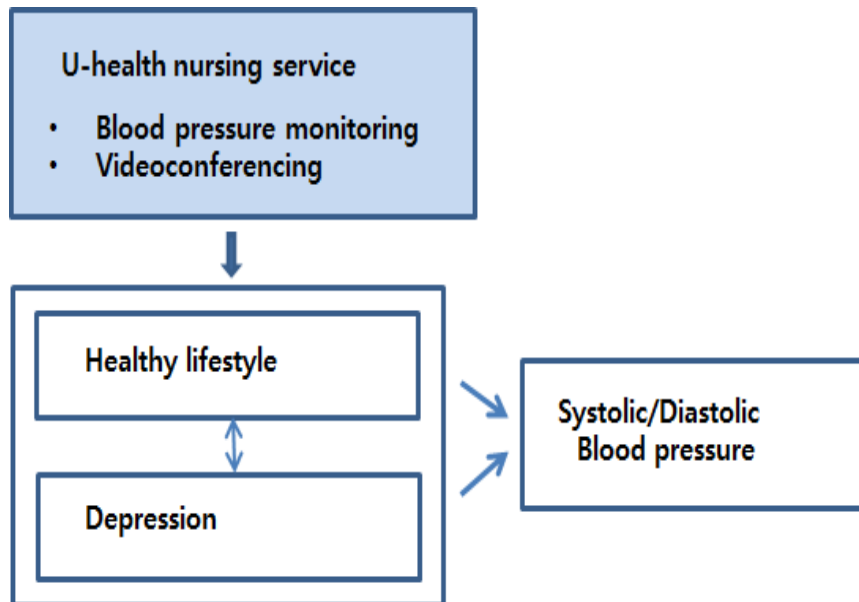 U-health nursing service
• Blood pressure monitoring
• Videoconferencing
Healthy lifestyle
Depression
Systolic/Diastolic
Blood pressure